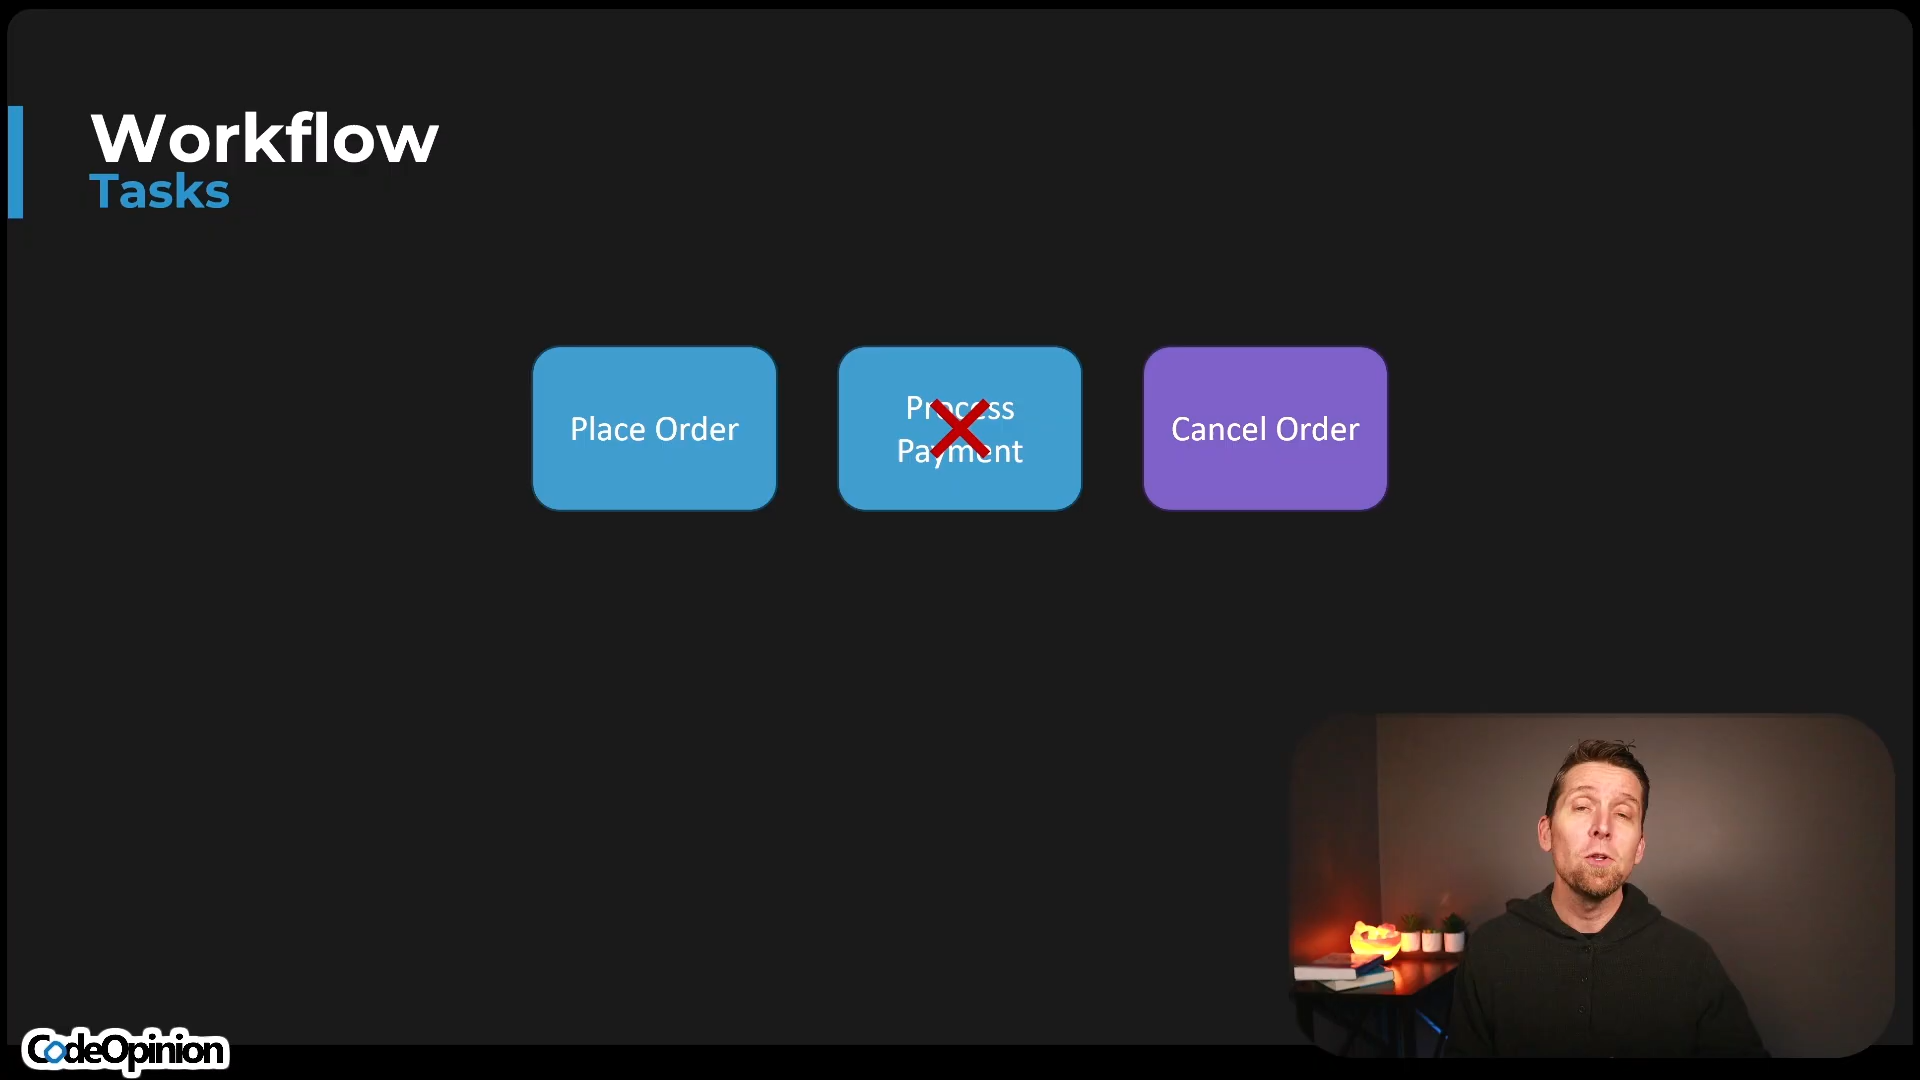 Workflow
Tasks
Place Order
Process
Payment
Cancel Order
CodeOpinion